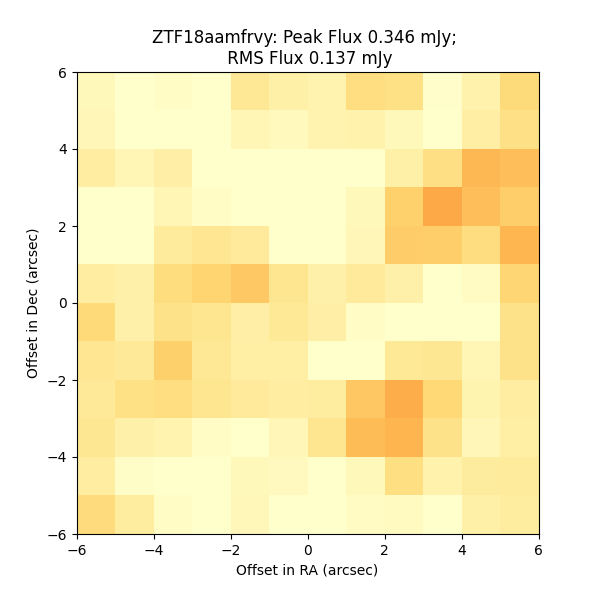 ZTF18aamfrvy: Peak Flux 0.346 mJy;
RMS Flux 0.137 mJy
6
4
2
0
−2
−4
−6
Offset in Dec (arcsec)
−6 −4 −2 0 2 4 6
Offset in RA (arcsec)